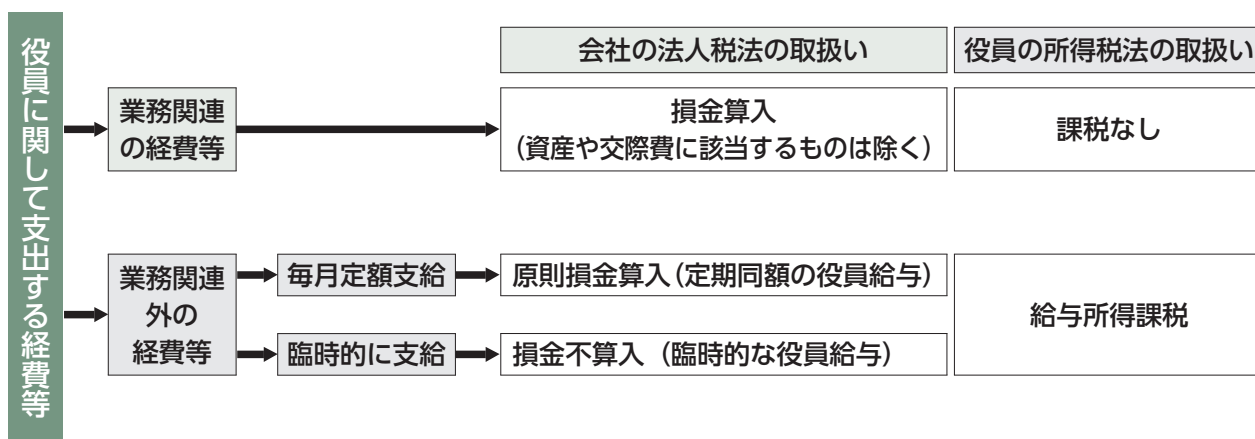 役員に関して支出する経費等
会社の法人税法の取扱い
役員の所得税法の取扱い
業務関連
の経費等
損金算入
（資産や交際費に該当するものは除く）
課税なし
業務関連
外の
経費等
毎月定額支給
原則損金算入（定期同額の役員給与）
臨時的に支給
損金不算入（臨時的な役員給与）
給与所得課税